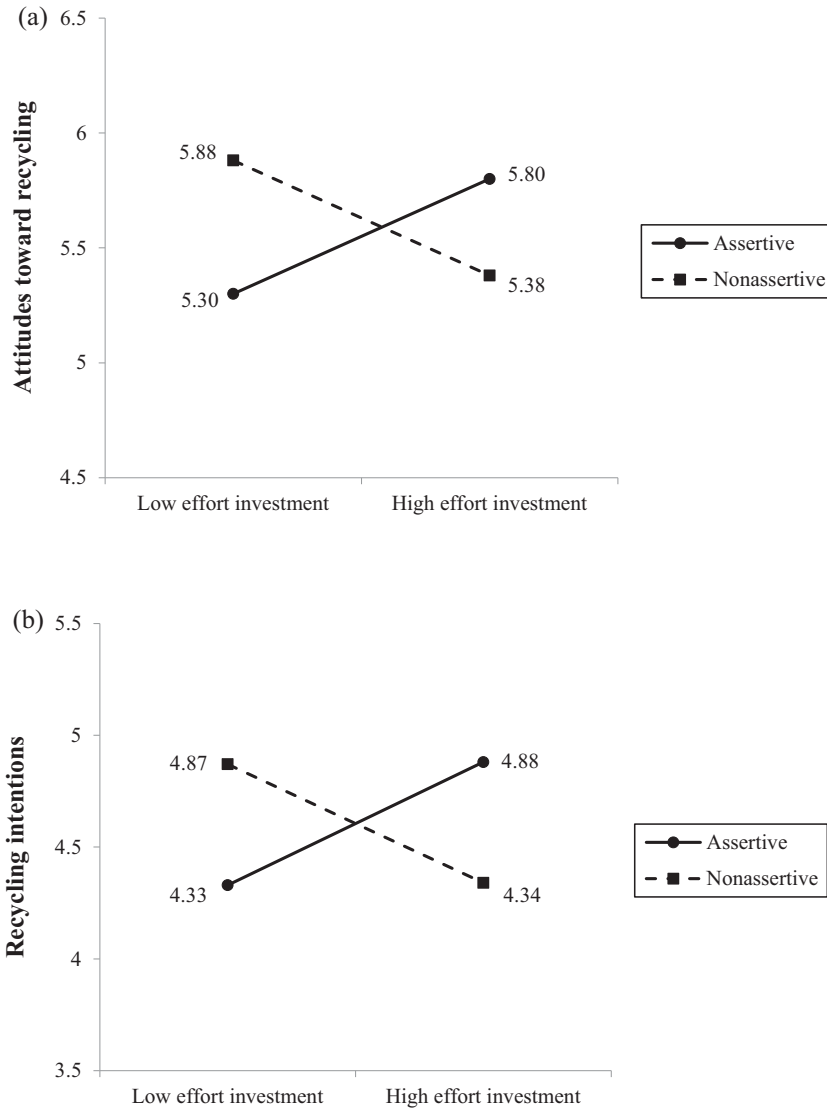 (a)
6.5
6
5.5
5
4.5
Attitudes toward recycling
5.88
5.80
5.30
5.38
Low effort investment
High effort investment
Assertive
Nonassertive
(b)
5.5
5
4.5
4
3.5
Recycling intentions
4.87
4.88
4.33
4.34
Low effort investment
High effort investment
Assertive
Nonassertive